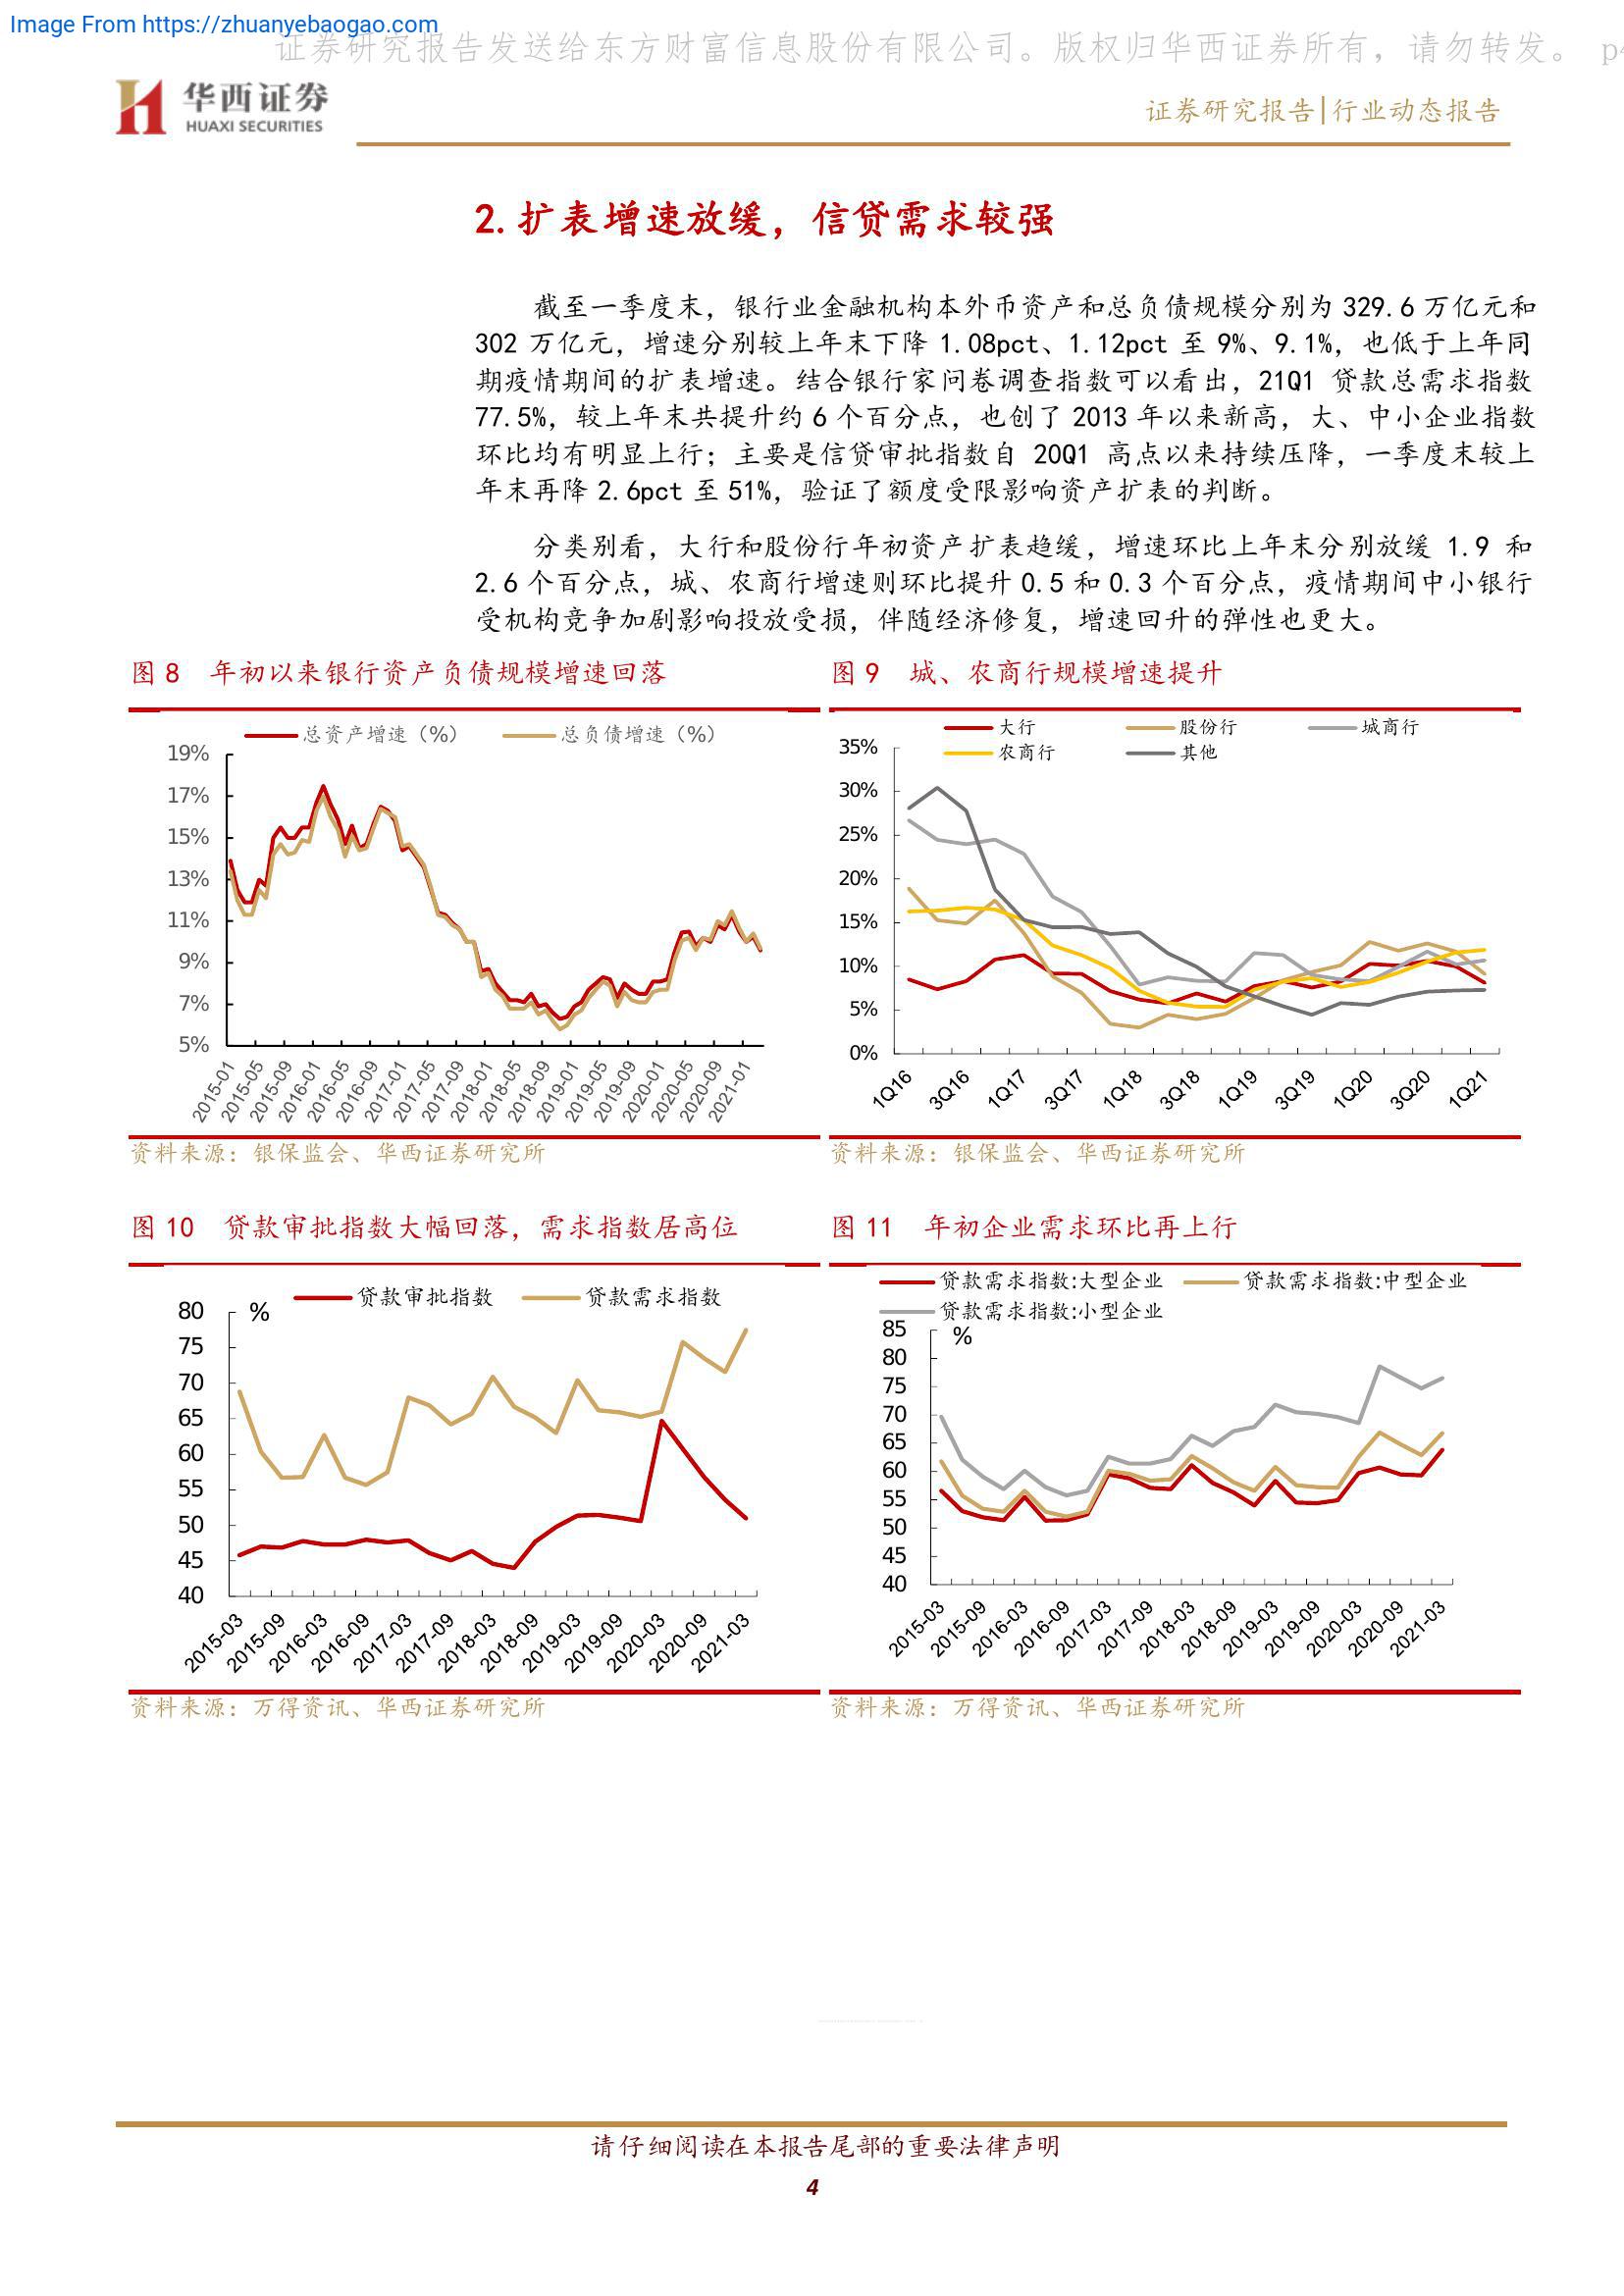 Image From https://zhuanyebaogao.com
证券研究报告发送给东方财富信息股份有限公司。版权归华西证券所有，请勿转发。 p4
华西证券
HUAXI SECURITIES
证券研究报告|行业动态报告
2. 扩表增速放缓，信贷需求较强
截至一季度末，银行业金融机构本外币资产和总负债规模分别为 329.6 万亿元和
302 万亿元，增速分别较上年末下降 1.08pct、1.12pct 至 9%、9.1%，也低于上年同
期疫情期间的扩表增速。结合银行家问卷调查指数可以看出，21Q1 贷款总需求指数
77.5%，较上年末共提升约 6 个百分点，也创了 2013 年以来新高，大、中小企业指数
环比均有明显上行；主要是信贷审批指数自 20Q1 高点以来持续压降，一季度末较上
年末再降 2.6pct 至 51%，验证了额度受限影响资产扩表的判断。
分类别看，大行和股份行年初资产扩表趋缓，增速环比上年末分别放缓 1.9 和
2.6 个百分点，城、农商行增速则环比提升 0.5 和 0.3 个百分点，疫情期间中小银行
受机构竞争加剧影响投放受损，伴随经济修复，增速回升的弹性也更大。
图 8 年初以来银行资产负债规模增速回落
总资产增速（%） 总负债增速（%）
19%
17%
15%
13%
11%
9%
7%
5%
2015-01 2015-05 2015-09 2016-01 2016-05 2016-09 2017-01 2017-05 2017-09 2018-01 2018-05 2018-09 2019-01 2019-05 2019-09 2020-01 2020-05 2020-09 2021-01
资料来源：银保监会、华西证券研究所
图 9 城、农商行规模增速提升
大行 股份行 城商行
农商行 其他
35%
30%
25%
20%
15%
10%
5%
0%
1Q16 3Q16 1Q17 3Q17 1Q18 3Q18 1Q19 3Q19 1Q20 3Q20 1Q21
资料来源：银保监会、华西证券研究所
图 10 贷款审批指数大幅回落，需求指数居高位
贷款审批指数 贷款需求指数
%
80
75
70
65
60
55
50
45
40
2015-03 2015-09 2016-03 2016-09 2017-03 2017-09 2018-03 2018-09 2019-03 2019-09 2020-03 2020-09 2021-03
资料来源：万得资讯、华西证券研究所
图 11 年初企业需求环比再上行
贷款需求指数:大型企业 贷款需求指数:中型企业
贷款需求指数:小型企业
%
85
80
75
70
65
60
55
50
45
40
2015-03 2015-09 2016-03 2016-09 2017-03 2017-09 2018-03 2018-09 2019-03 2019-09 2020-03 2020-09 2021-03
资料来源：万得资讯、华西证券研究所
请仔细阅读在本报告尾部的重要法律声明
4